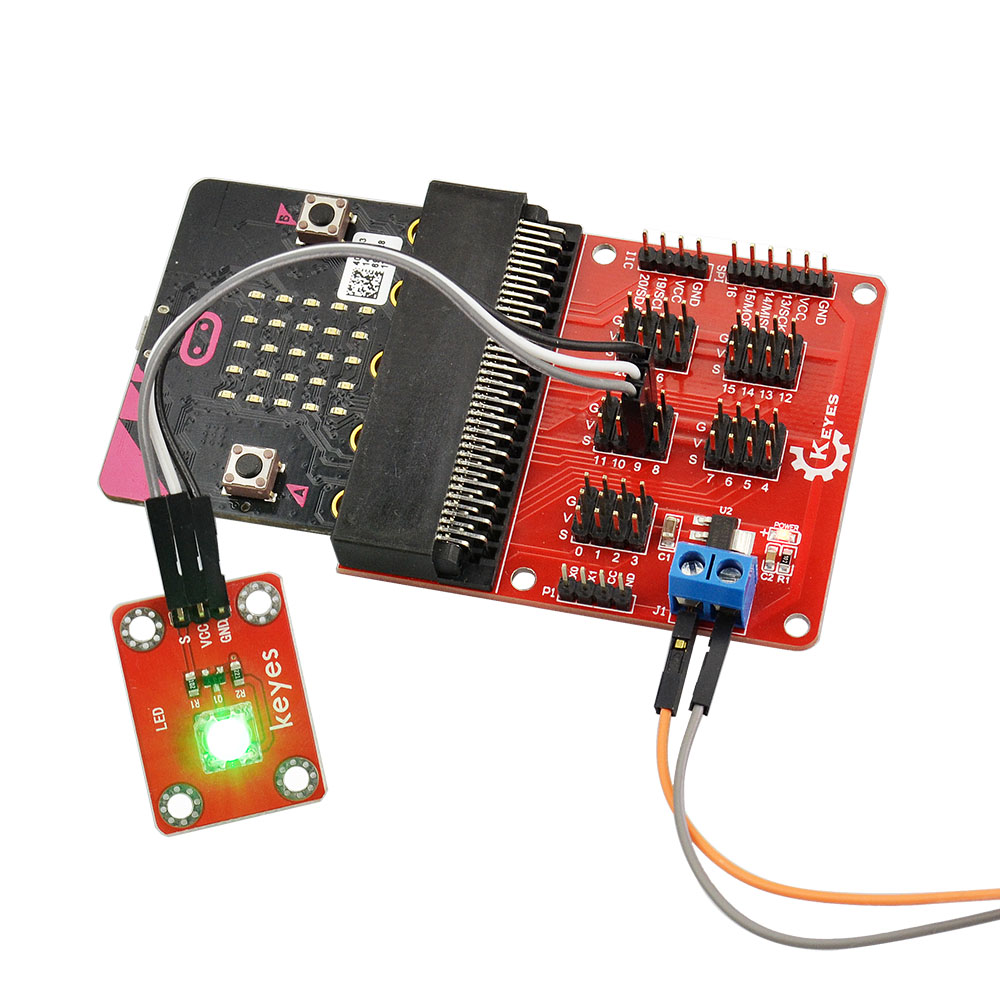 B
A
IIC
20/SDA
19/SCL
VCC
GND
SPI
16
15/MOSI
14/MISO
13/SCK
VCC
GND
G
V
S
15 14 13 12
G
V
S
11 10 9 8
G
V
S
7 6 5 4
G
V
S
0 1 2 3
KEYES
U2
POWER
+
C1
C2
R1
P1
J1
S
VCC
GND
R1
Q1
R2
LED
keyes